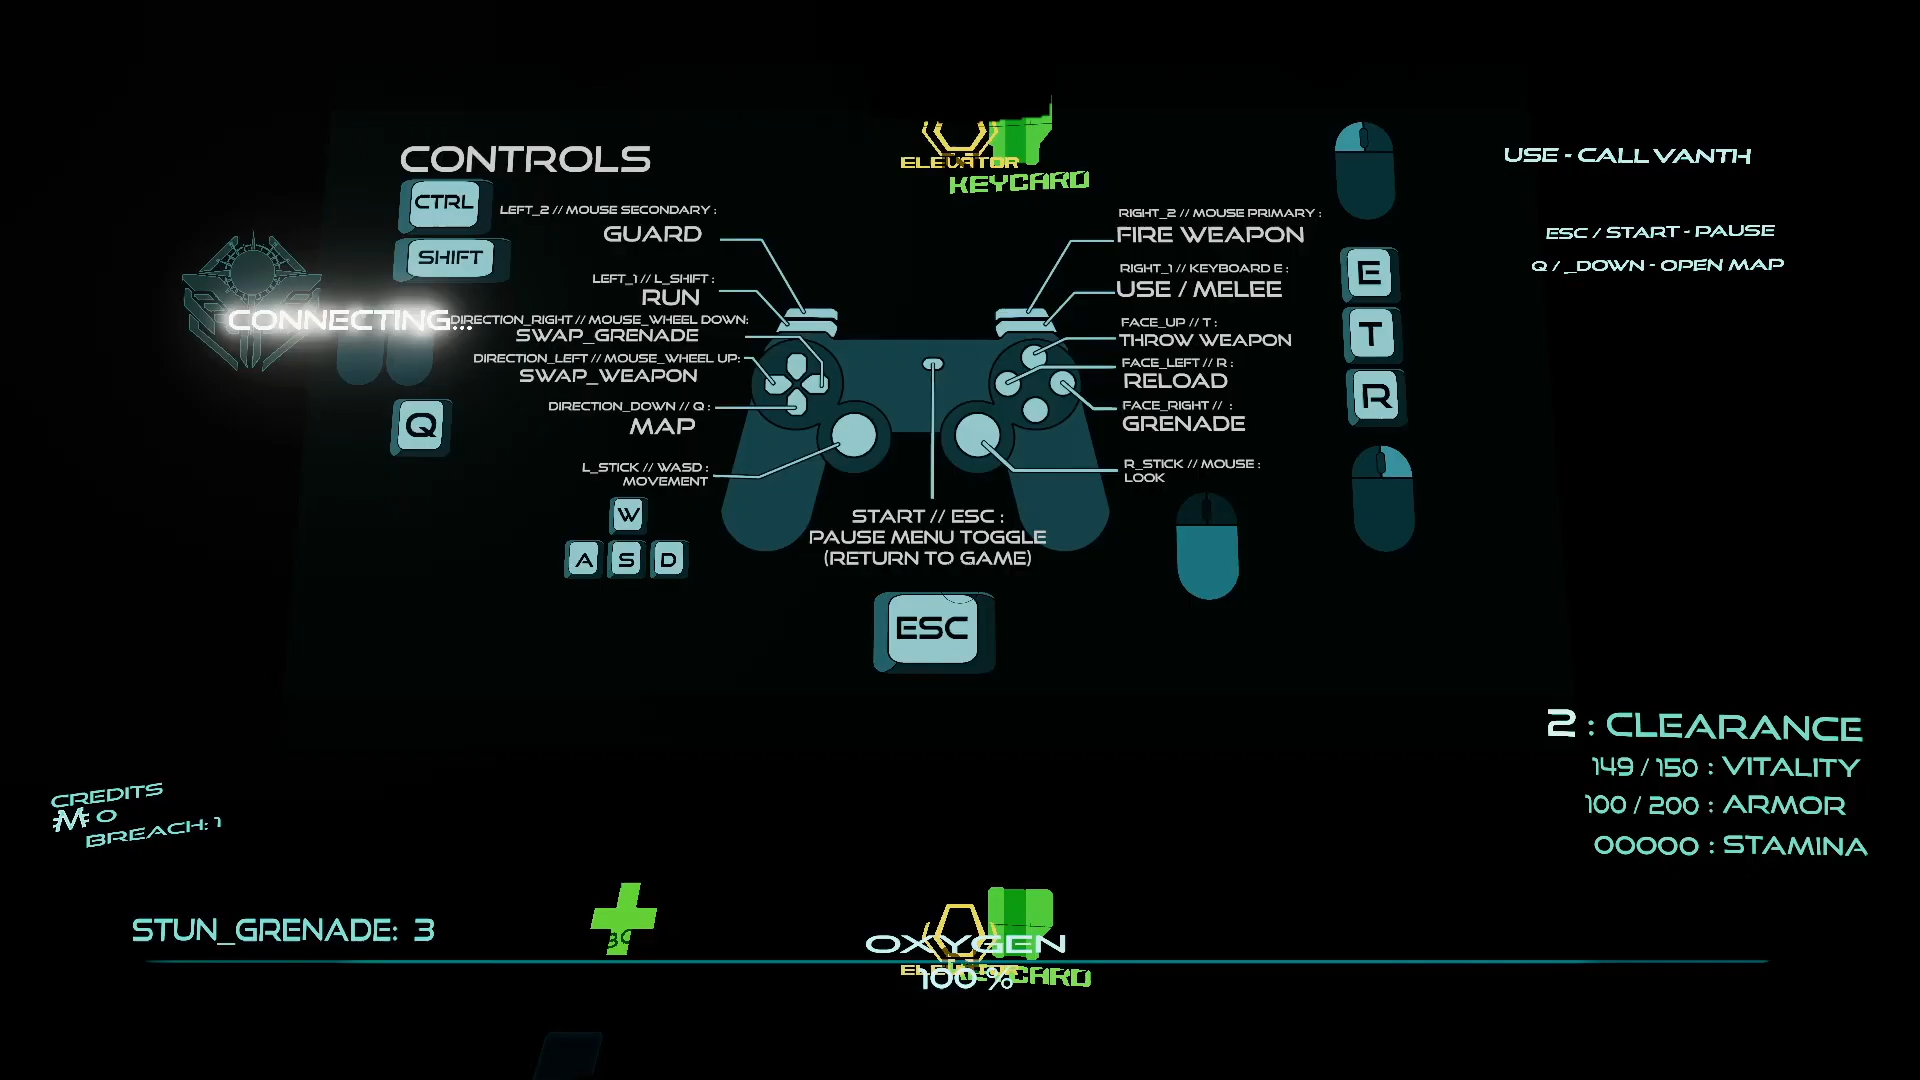 ELEVATOR
KEYCARD
CONTROLS
CTRL
SHIFT
LEFT_2 // MOUSE SECONDARY :
GUARD
LEFT_1 // L_SHIFT :
RUN
CONNECTING...
DIRECTION_RIGHT // MOUSE_WHEEL DOWN:
SWAP_GRENADE
DIRECTION_LEFT // MOUSE_WHEEL UP:
SWAP_WEAPON
DIRECTION_DOWN // Q :
MAP
Q
L_STICK // WASD :
MOVEMENT
W
A S D
START // ESC :
PAUSE MENU TOGGLE
(RETURN TO GAME)
ESC
RIGHT_2 // MOUSE PRIMARY :
FIRE WEAPON
RIGHT_1 // KEYBOARD E :
USE / MELEE
FACE_UP // T :
THROW WEAPON
FACE_LEFT // R :
RELOAD
FACE_RIGHT // :
GRENADE
R_STICK // MOUSE :
LOOK
E
T
R
USE - CALL VANTH
ESC / START - PAUSE
Q / _DOWN - OPEN MAP
2 : CLEARANCE
149 / 150 : VITALITY
100 / 200 : ARMOR
00000 : STAMINA
CREDITS
M 0
BREACH: 1
STUN_GRENADE: 3
OXYGEN
100 %
ELEVATOR
KEYCARD